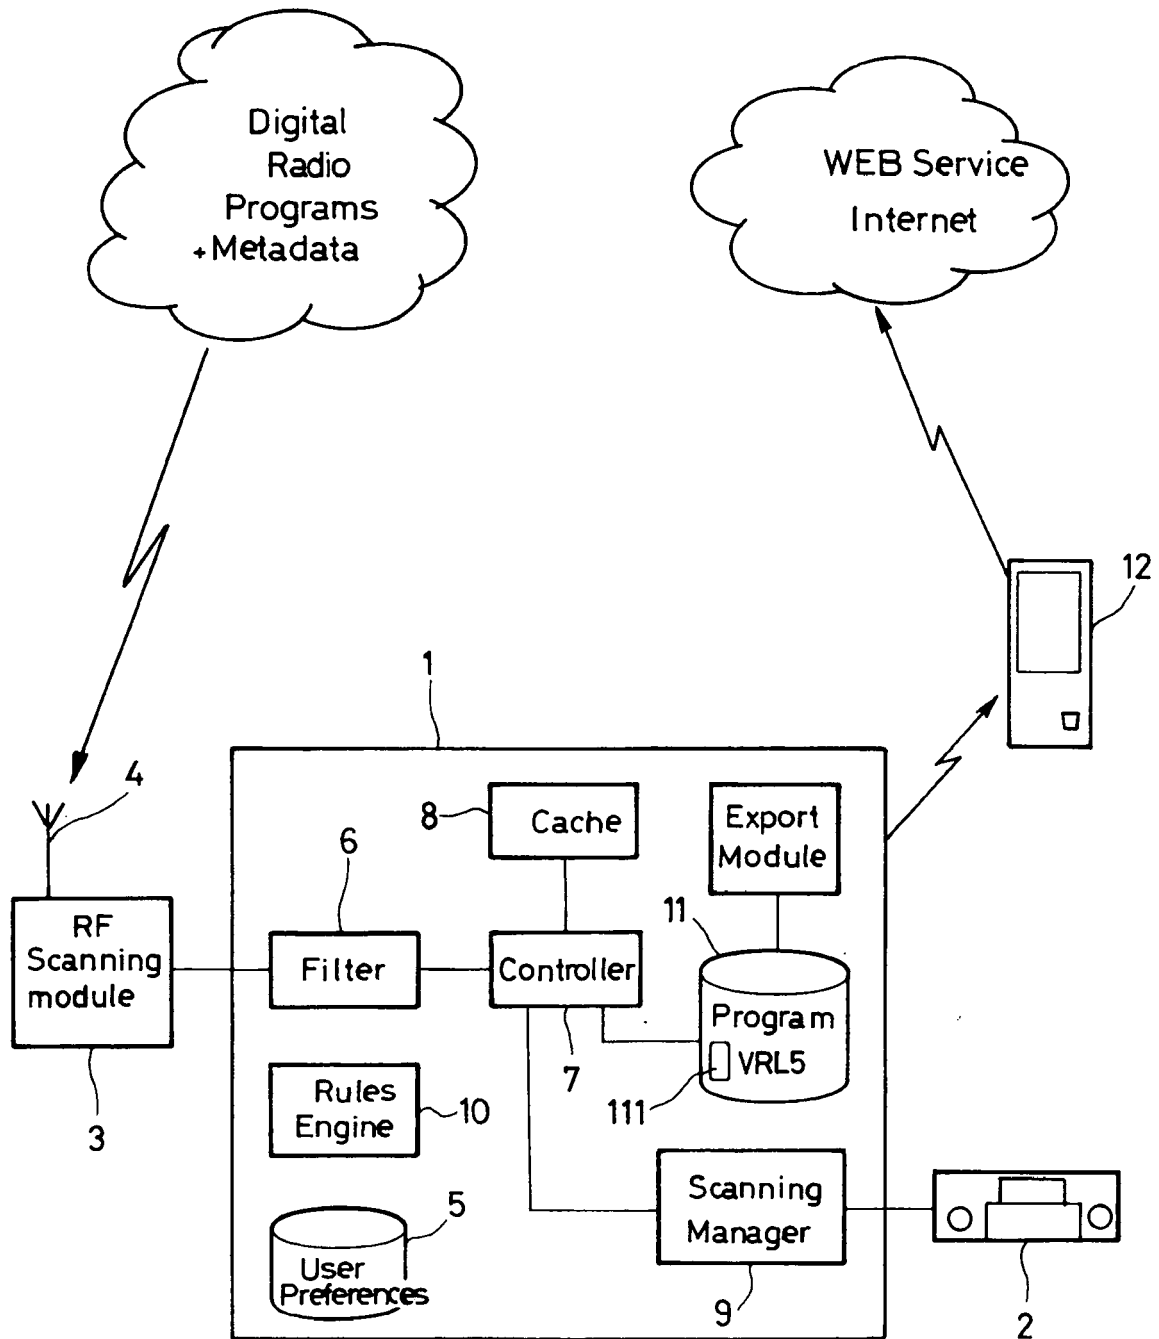 Digital
Radio
Programs
+Metadata
WEB Service
Internet
12
1
4
8
Cache
Export
Module
6
11
RF
Scanning
module
Filter
Controller
Program
VRL5
7
111
3
Rules
Engine
10
5
User
Preferences
Scanning
Manager
9
2